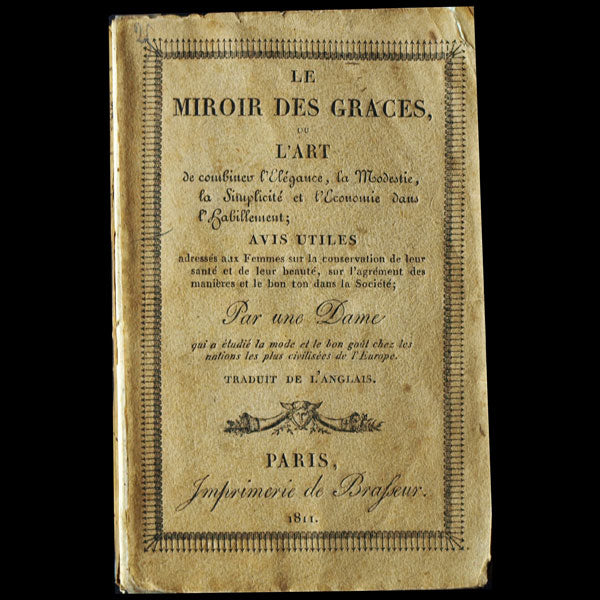 LE
MIROIR DES GRACES,
OU
L'ART
de combiner l'Elégance, la Modestie,
la Simplicité et l'Economie dans
l'Habillement;
AVIS UTILES
adressés aux Femmes sur la conservation de leur
santé et de leur beauté, sur l'agrément des
manières et le bon ton dans la Société;
Par une Dame
qui a étudié la mode et le bon goût chez les
nations les plus civilisées de l'Europe.
TRADUIT DE L'ANGLAIS.
PARIS,
Imprimerie de Brasseur.
1811.